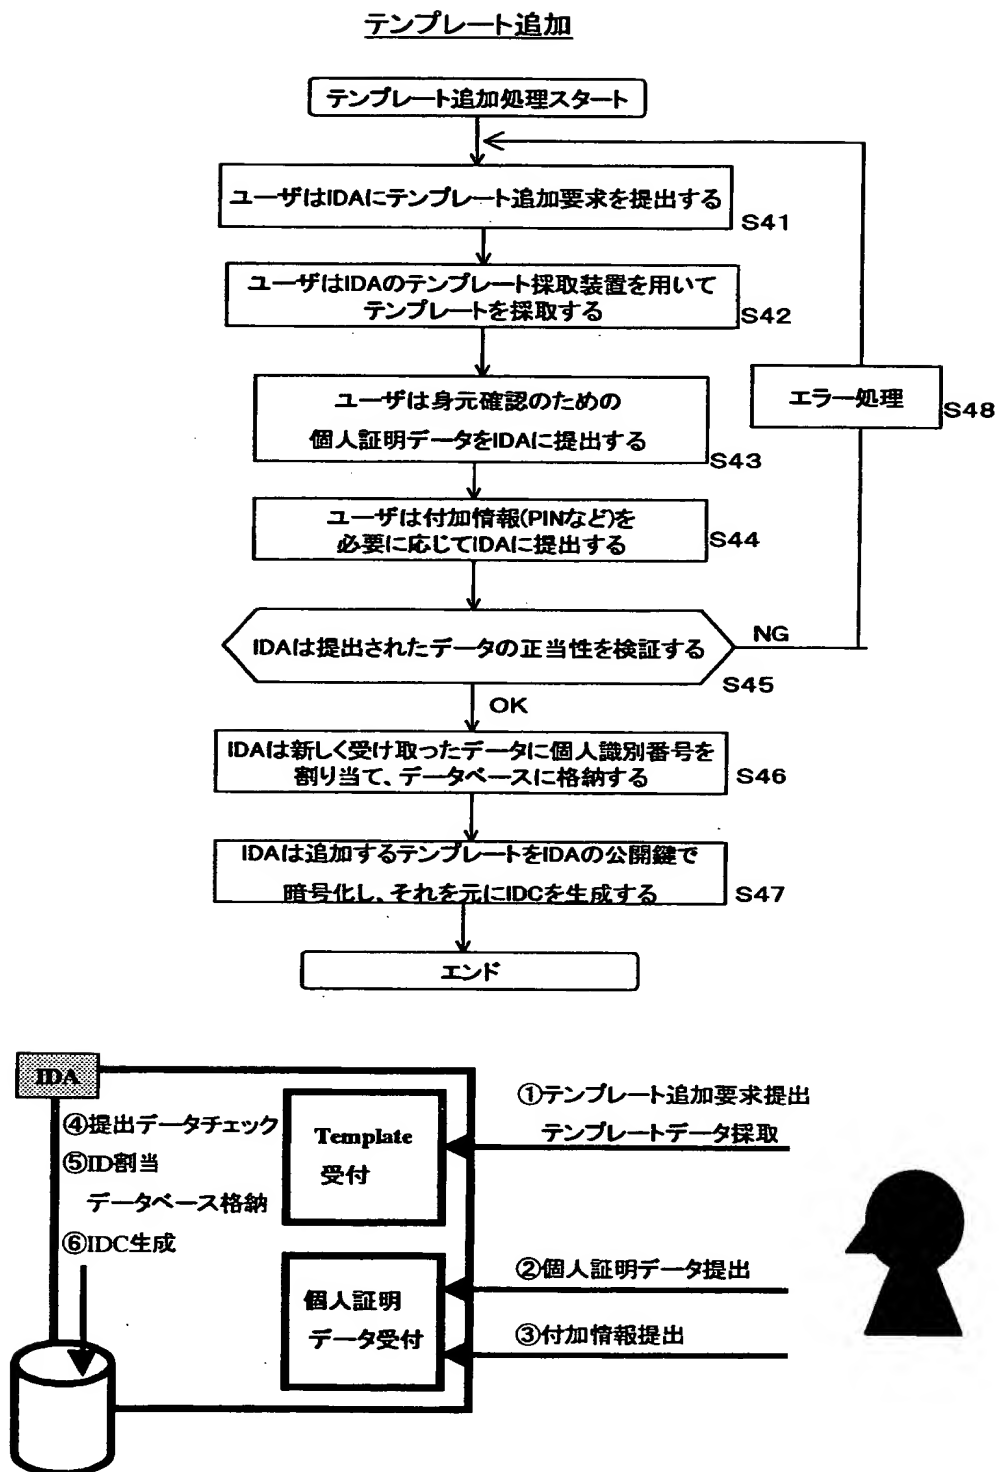 テンプレート追加
テンプレート追加処理スタート
ユーザはIDAにテンプレート追加要求を提出する
S41
ユーザはIDAのテンプレート採取装置を用いて
テンプレートを採取する
S42
ユーザは身元確認のための
個人証明データをIDAに提出する
S43
エラー処理
S48
ユーザは付加情報(PINなど)を
必要に応じてIDAに提出する
S44
IDAは提出されたデータの正当性を検証する
NG
S45
OK
IDAは新しく受け取ったデータに個人識別番号を
割り当て、データベースに格納する
S46
IDAは追加するテンプレートをIDAの公開鍵で
暗号化し、それを元にIDCを生成する
S47
エンド
IDA
④提出データチェック
⑤ID割当
データベース格納
⑥IDC生成
Template
受付
個人証明
データ受付
①テンプレート追加要求提出
テンプレートデータ採取
②個人証明データ提出
③付加情報提出